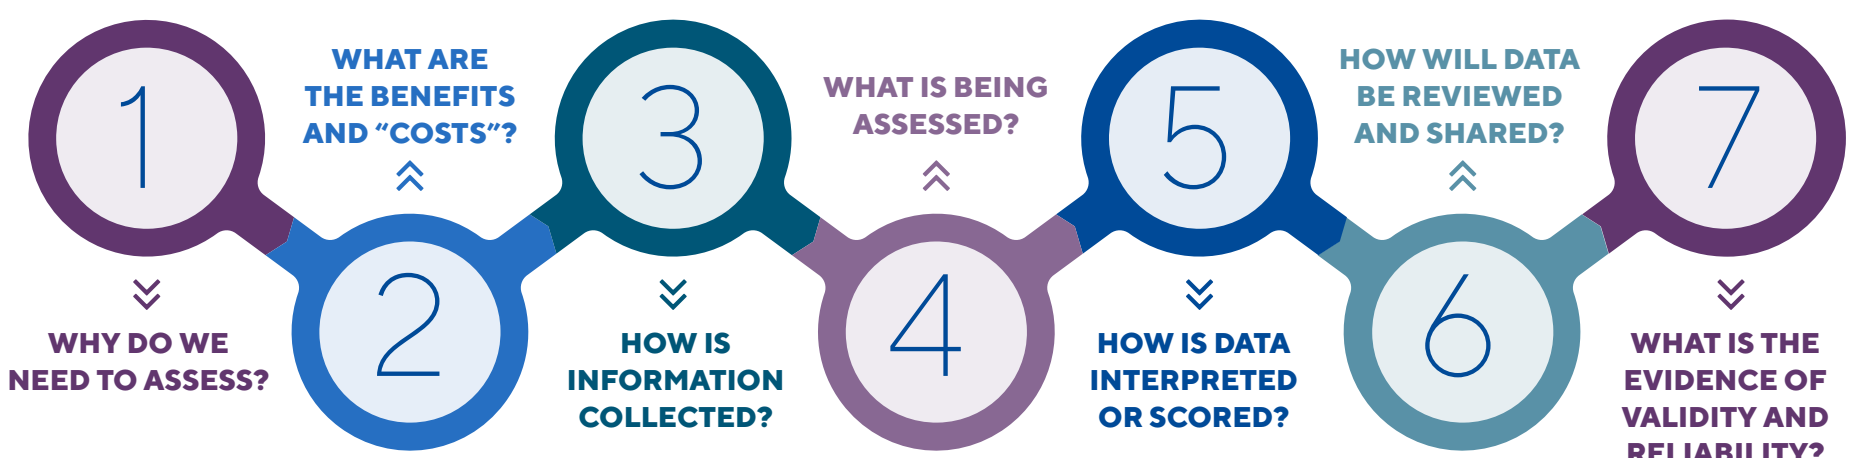 1
WHY DO WE
NEED TO ASSESS?
2
WHAT ARE
THE BENEFITS
AND “COSTS”?
3
HOW IS
INFORMATION
COLLECTED?
4
WHAT IS BEING
ASSESSED?
5
HOW IS DATA
INTERPRETED
OR SCORED?
6
HOW WILL DATA
BE REVIEWED
AND SHARED?
7
WHAT IS THE
EVIDENCE OF
VALIDITY AND
RELIABILITY?